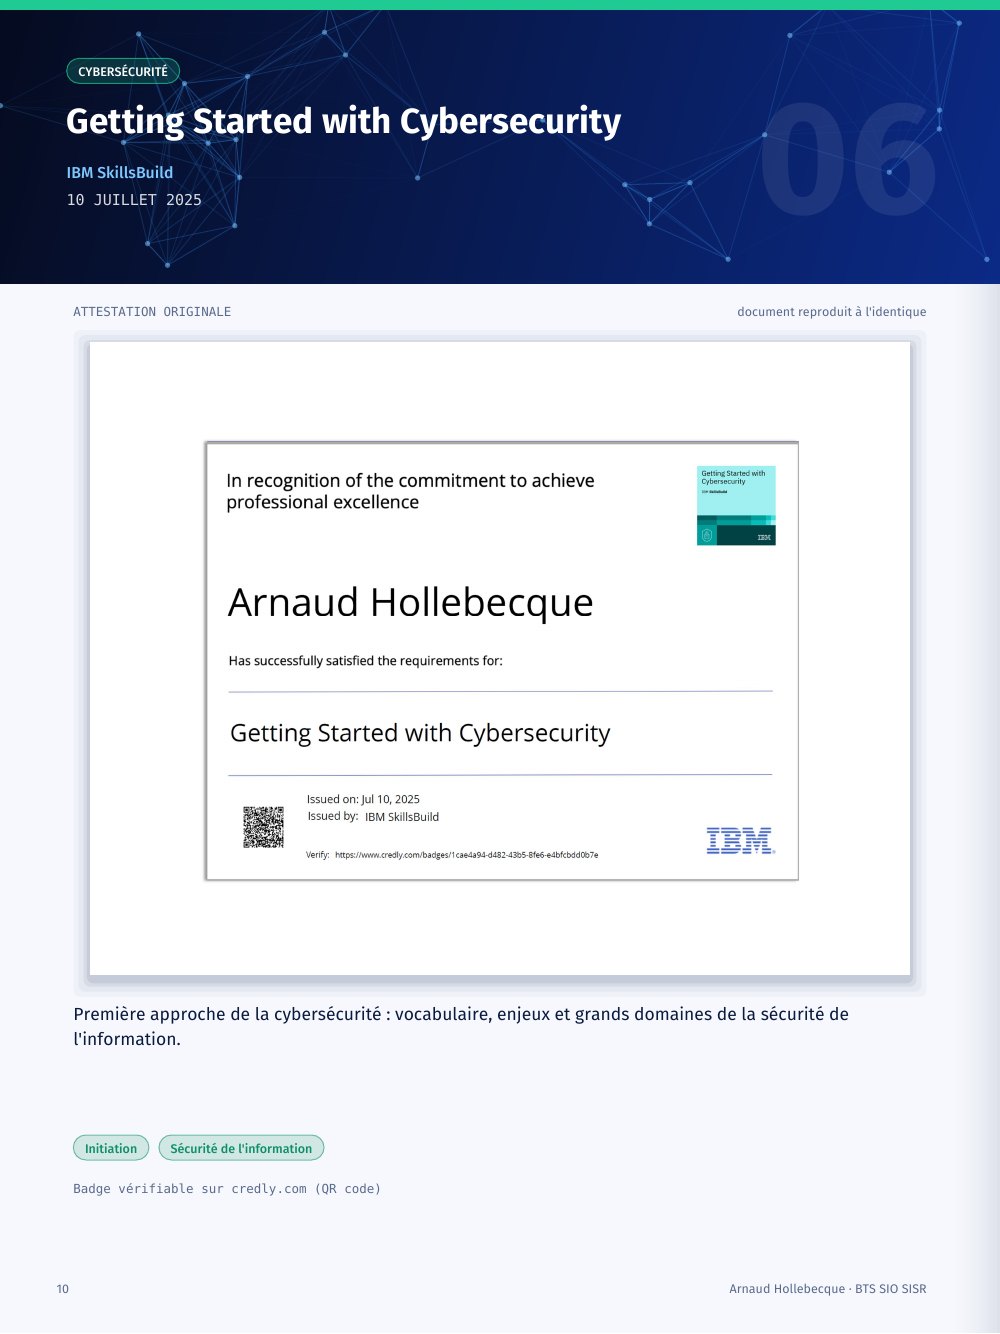 CYBERSÉCURITÉ
Getting Started with Cybersecurity
06
IBM SkillsBuild
10 JUILLET 2025
ATTESTATION ORIGINALE
document reproduit à l'identique
In recognition of the commitment to achieve
professional excellence
Getting Started with
Cybersecurity
IBM SkillsBuild
IBM
Arnaud Hollebecque
Has successfully satisfied the requirements for:
Getting Started with Cybersecurity
Issued on: Jul 10, 2025
Issued by: IBM SkillsBuild
Verify: https://www.credly.com/badges/1cae4a94-d482-43b5-8fe6-e4bfcbdd0b7e
IBM
Première approche de la cybersécurité : vocabulaire, enjeux et grands domaines de la sécurité de
l'information.
Initiation
Sécurité de l'information
Badge vérifiable sur credly.com (QR code)
10
Arnaud Hollebecque · BTS SIO SISR